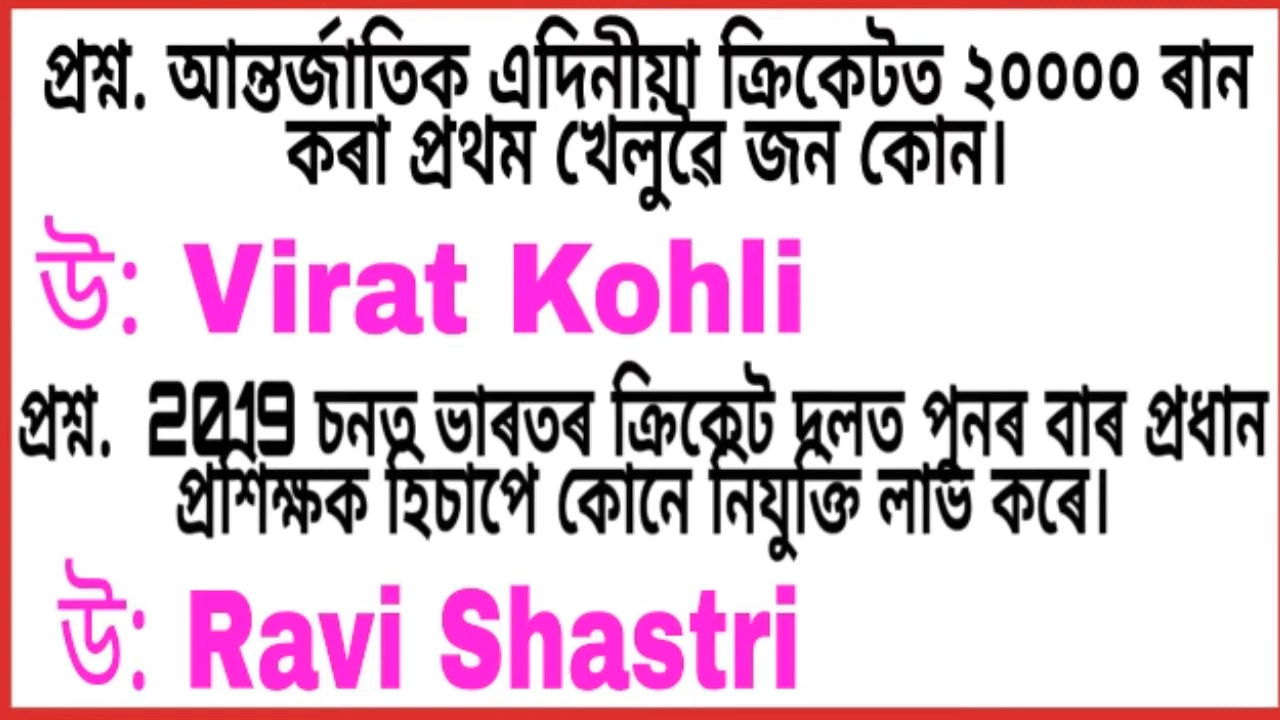 প্ৰশ্ন. আন্তৰ্জাতিক এদিনীয়া ক্ৰিকেটত ২০০০০ ৰান
কৰা প্ৰথম খেলুৱৈ জন কোন।
উ: Virat Kohli
প্ৰশ্ন. 2019 চনত ভাৰতৰ ক্ৰিকেট দলত পুনৰ বাৰ প্ৰধান
প্ৰশিক্ষক হিচাপে কোনে নিযুক্তি লাভ কৰে।
উ: Ravi Shastri